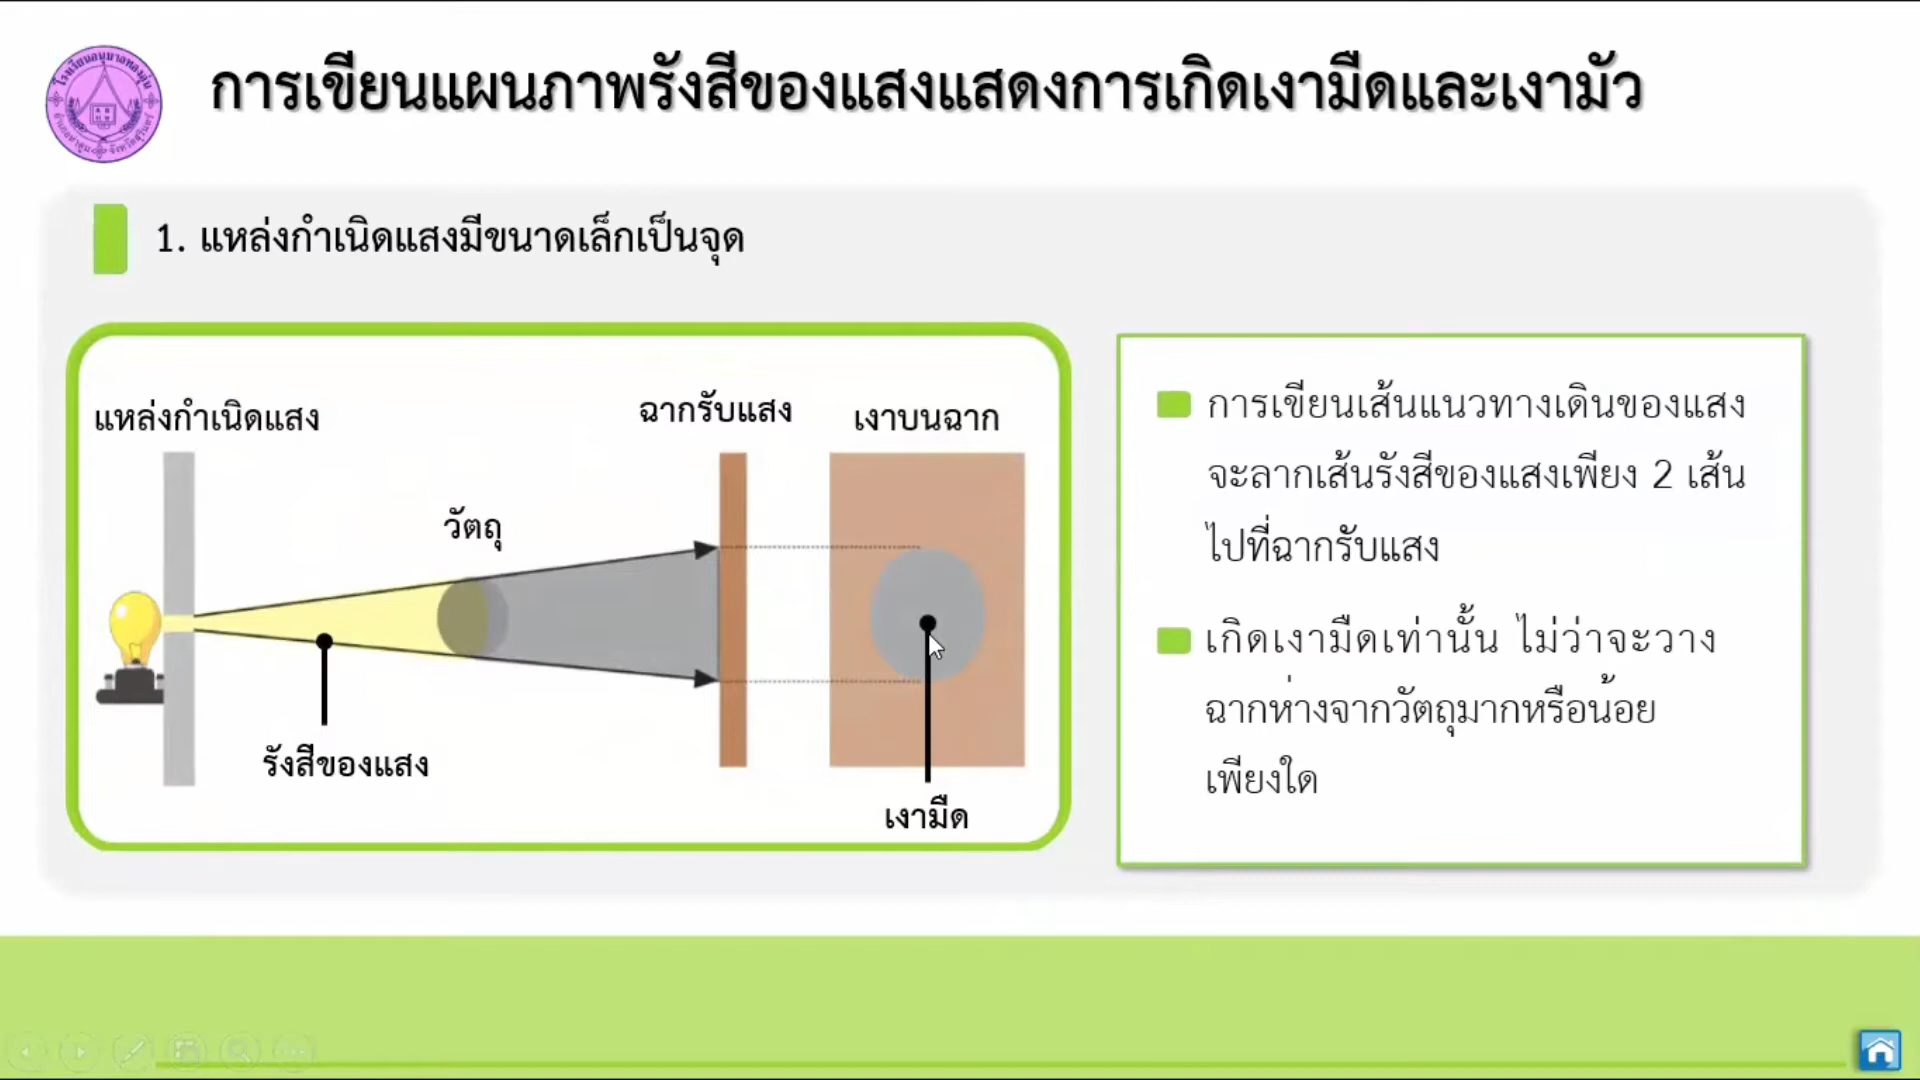 การเขียนแผนภาพรังสีของแสงแสดงการเกิดเงามืดและเงามัว
1. แหล่งกำเนิดแสงมีขนาดเล็กเป็นจุด
แหล่งกำเนิดแสง
ฉากรับแสง
เงาบนฉาก
วัตถุ
รังสีของแสง
เงามืด
การเขียนเส้นแนวทางเดินของแสง
จะลากเส้นรังสีของแสงเพียง 2 เส้น
ไปที่ฉากรับแสง
เกิดเงามืดเท่านั้น ไม่ว่าจะวาง
ฉากห่างจากวัตถุมากหรือน้อย
เพียงใด